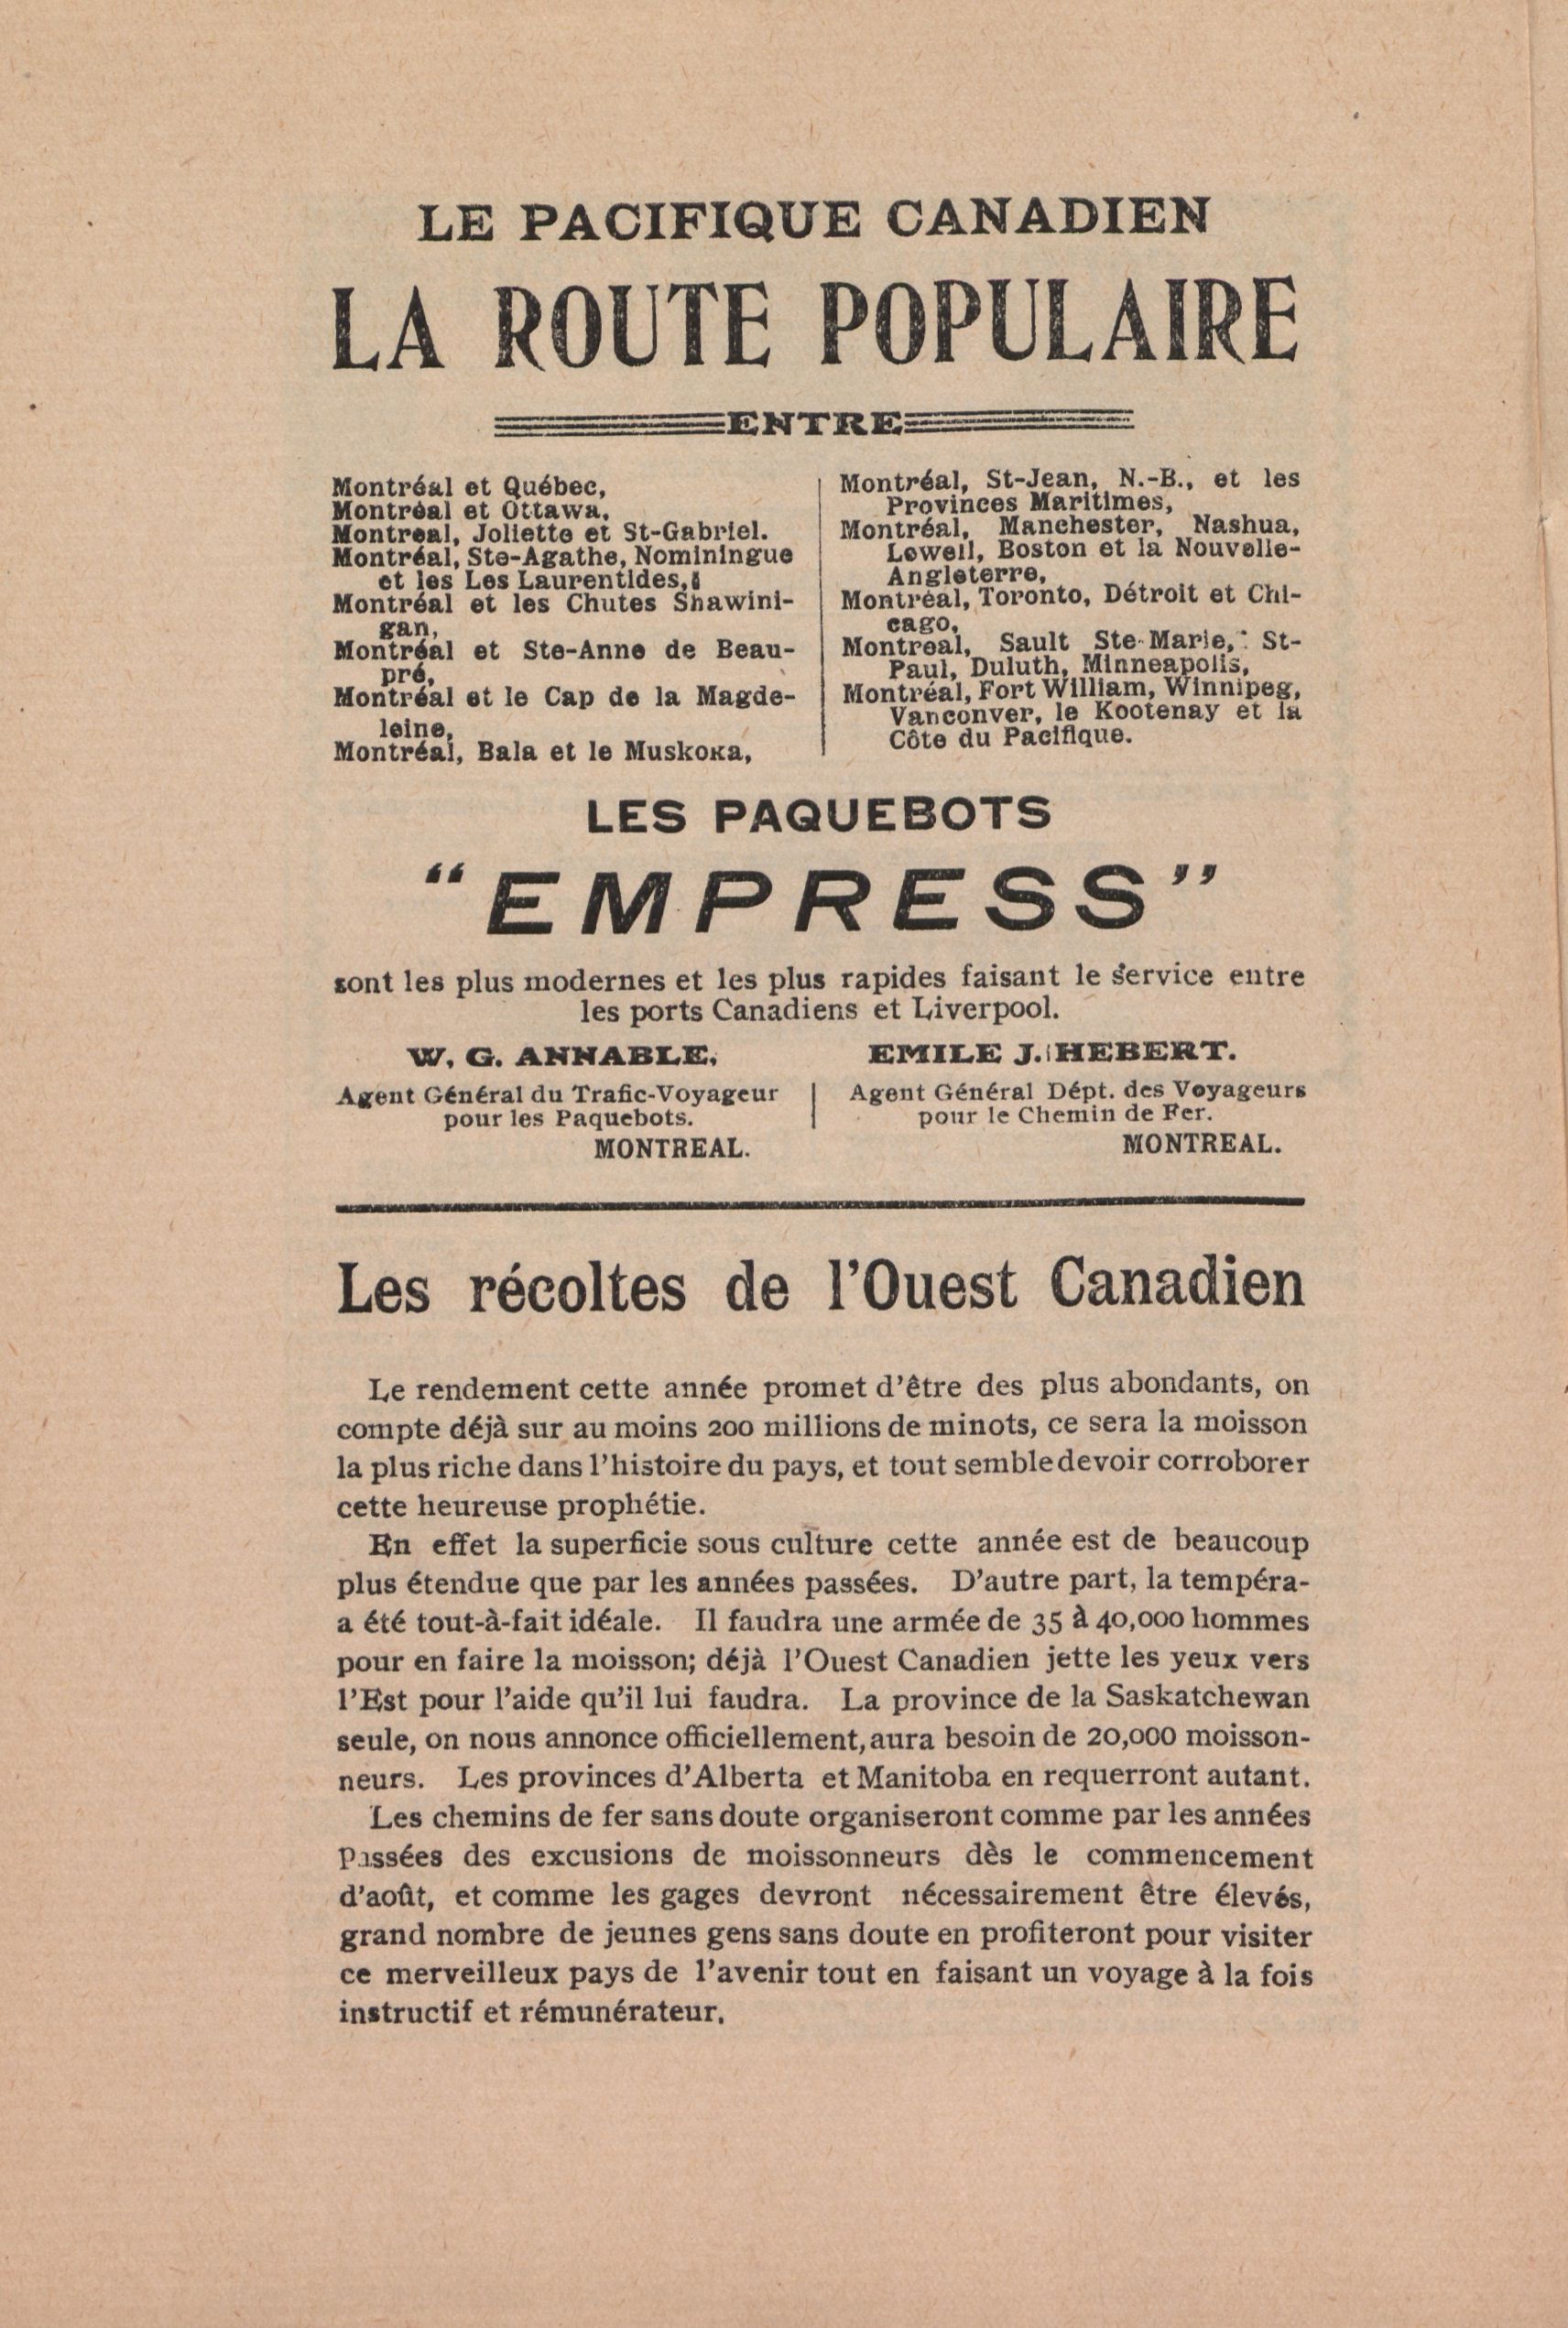 LE PACIFIQUE CANADIEN
LA ROUTE POPULAIRE
ENTRE
Montréal et Québec,
Montréal et Ottawa,
Montreal, Joliette et St-Gabriel.
Montréal, Ste-Agathe, Nominingue
et les Les Laurentides,
Montréal et les Chutes Shawini-
gan,
Montréal et Ste-Anne de Beau-
pré,
Montréal et le Cap de la Magde-
leine,
Montréal, Bala et le Muskoka,
Montréal, St-Jean, N.-B., et les
Provinces Maritimes,
Montréal, Manchester, Nashua,
Lowell, Boston et la Nouvelle-
Angleterre,
Montréal, Toronto, Détroit et Chi-
cago,
Montreal, Sault Ste-Marie, St-
Paul, Duluth, Minneapolis,
Montréal, Fort William, Winnipeg,
Vanconver, le Kootenay et la
Côte du Pacifique.
LES PAQUEBOTS
"EMPRESS"
sont les plus modernes et les plus rapides faisant le service entre
les ports Canadiens et Liverpool.
W. G. ANNABLE,
Agent Général du Trafic-Voyageur
pour les Paquebots.
MONTREAL.
EMILE J. HEBERT.
Agent Général Dépt. des Voyageurs
pour le Chemin de Fer.
MONTREAL.
Les récoltes de l'Ouest Canadien
Le rendement cette année promet d'être des plus abondants, on
compte déjà sur au moins 200 millions de minots, ce sera la moisson
la plus riche dans l'histoire du pays, et tout semble devoir corroborer
cette heureuse prophétie.
En effet la superficie sous culture cette année est de beaucoup
plus étendue que par les années passées. D'autre part, la tempéra-
a été tout-à-fait idéale. Il faudra une armée de 35 à 40,000 hommes
pour en faire la moisson; déjà l'Ouest Canadien jette les yeux vers
l'Est pour l'aide qu'il lui faudra. La province de la Saskatchewan
seule, on nous annonce officiellement, aura besoin de 20,000 moisson-
neurs. Les provinces d'Alberta et Manitoba en requerront autant.
Les chemins de fer sans doute organiseront comme par les années
passées des excusions de moissonneurs dès le commencement
d'août, et comme les gages devront nécessairement être élevés,
grand nombre de jeunes gens sans doute en profiteront pour visiter
ce merveilleux pays de l'avenir tout en faisant un voyage à la fois
instructif et rémunérateur.